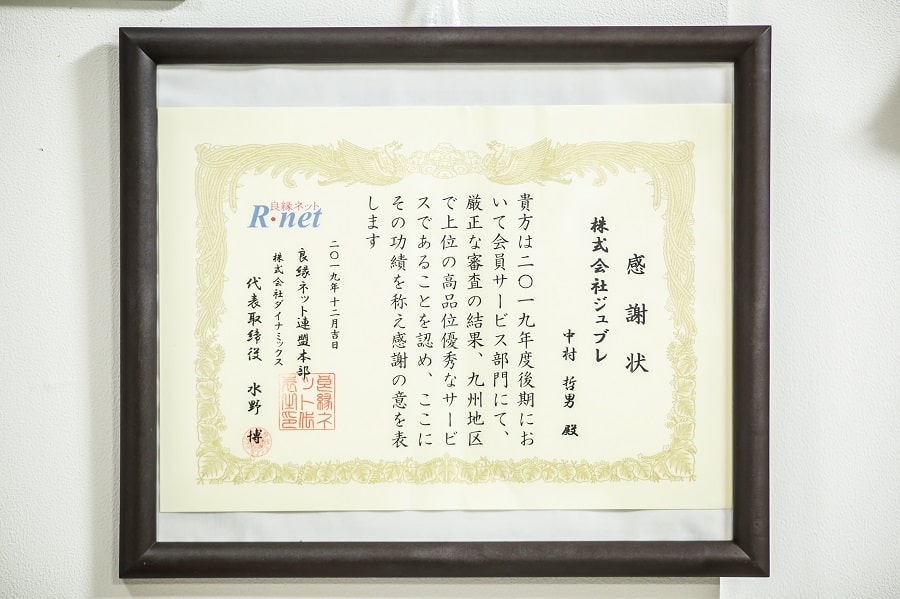 感謝状
株式会社ジュブレ
中村 哲男 殿
貴方は二〇一九年度後期にお
いて会員サービス部門にて、
厳正な審査の結果、九州地区
で上位の高品位優秀なサービ
スであることを認め、ここに
その功績を称え感謝の意を表
します
良縁ネット
R・net
二〇一九年十二月吉日
良縁ネット連盟本部
株式会社ダイナミックス
代表取締役 水野 博